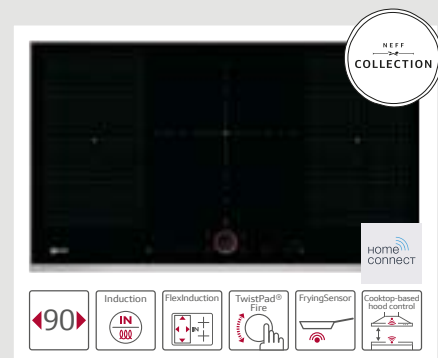 NEFF
COLLECTION
HOME
CONNECT
90
Induction
IN
FlexInduction
IN
TwistPad®
Fire
FryingSensor
Cooktop-based
hood control